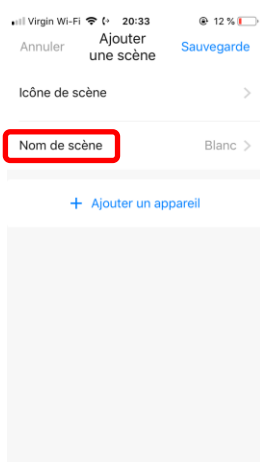 Virgin Wi-Fi 20:33 12 %
Annuler Ajouter une scène Sauvegarde
Icône de scène
Nom de scène Blanc
+ Ajouter un appareil